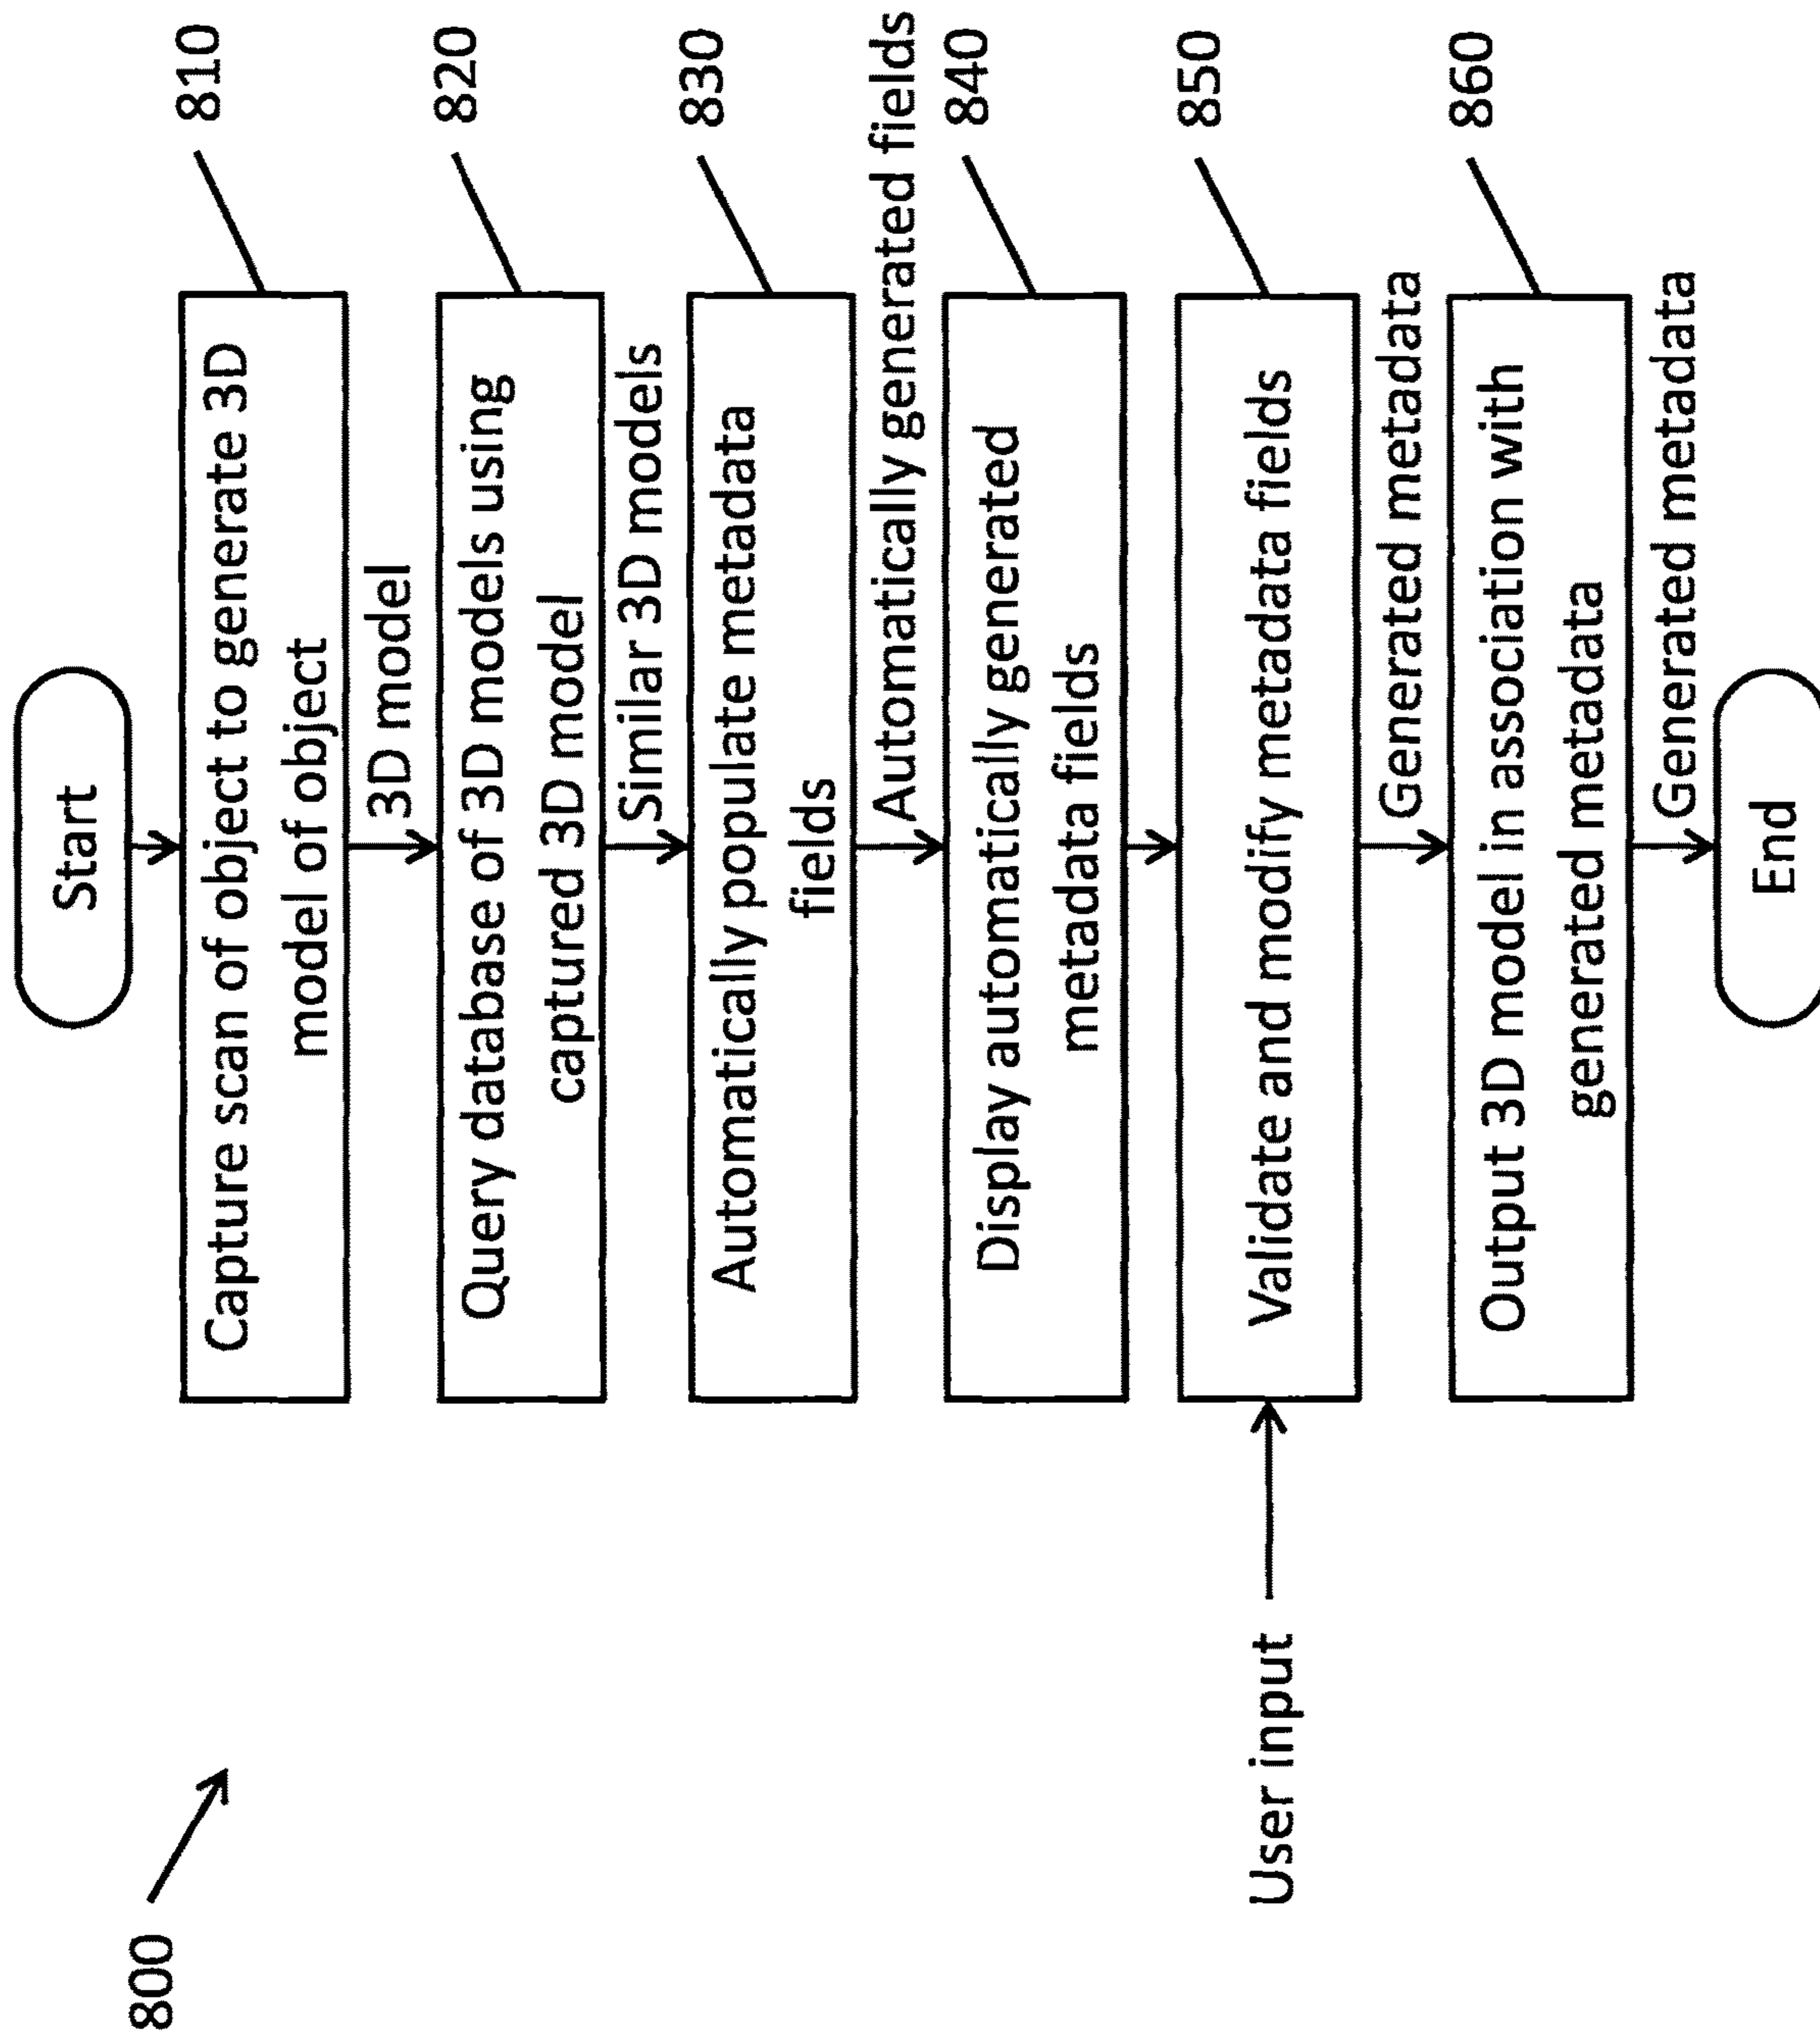 800
Start
Capture scan of object to generate 3D
model of object
810
3D model
Query database of 3D models using
captured 3D model
820
Similar 3D models
Automatically populate metadata
fields
830
Automatically generated fields
Display automatically generated
metadata fields
840
User input
Validate and modify metadata fields
850
Generated metadata
Output 3D model in association with
generated metadata
860
Generated metadata
End